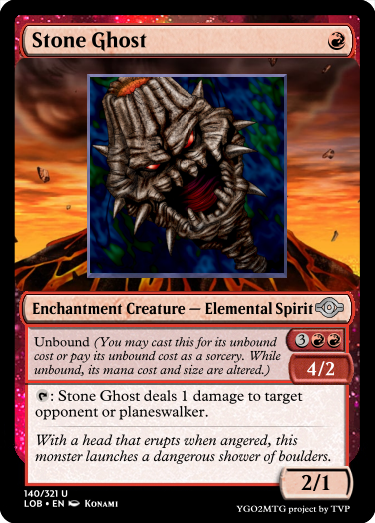 Stone Ghost
Enchantment Creature — Elemental Spirit
Unbound (You may cast this for its unbound
cost or pay its unbound cost as a sorcery. While
unbound, its mana cost and size are altered.)
3
4/2
: Stone Ghost deals 1 damage to target
opponent or planeswalker.
With a head that erupts when angered, this
monster launches a dangerous shower of boulders.
2/1
140/321 U
LOB • EN Konami
YGO2MTG project by TVP